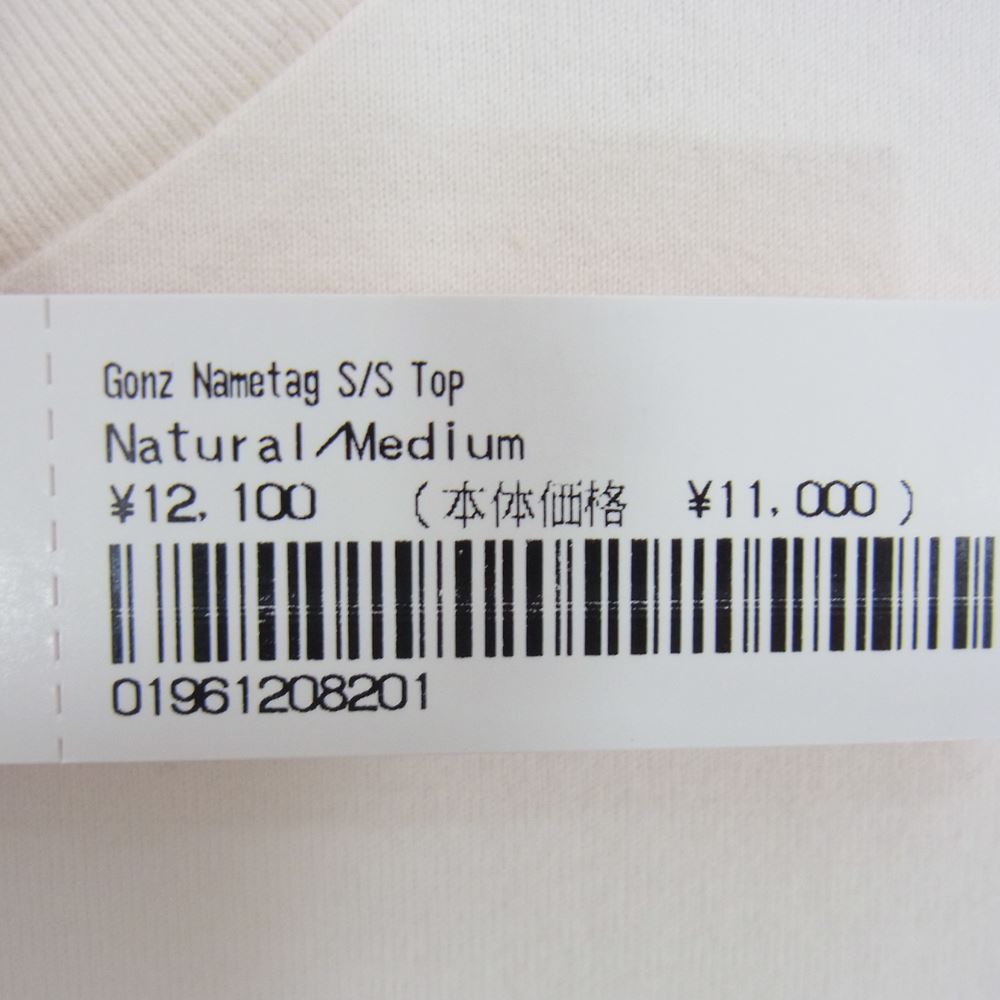 Gonz Nametag S/S Top
Natural/Medium
¥12,100 (本体価格 ¥11,000)
01961208201